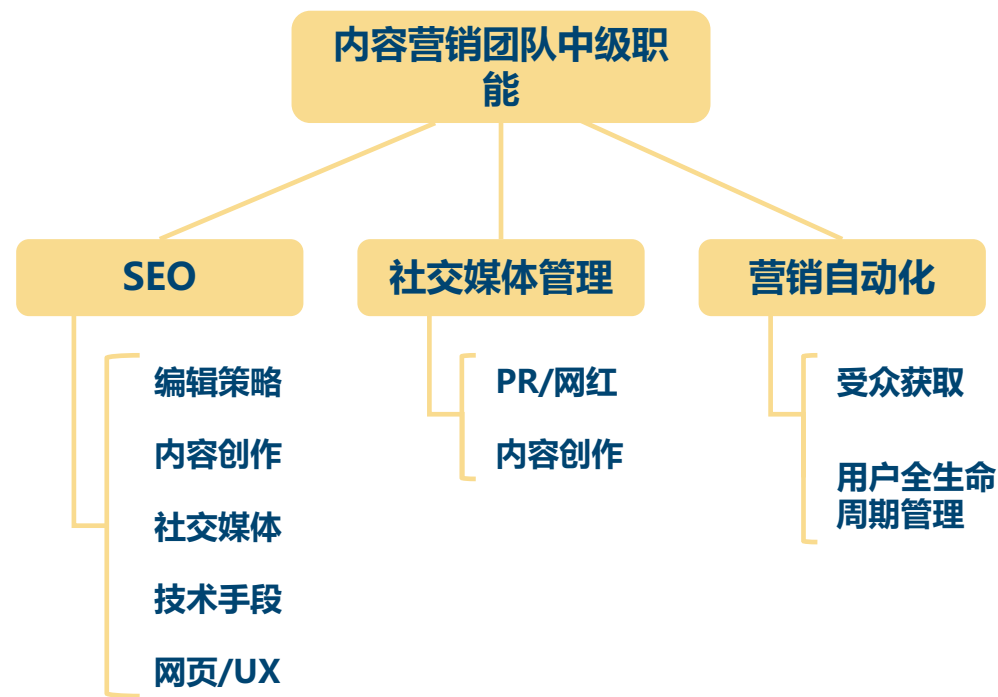 内容营销团队中级职
能
SEO
社交媒体管理
营销自动化
编辑策略
内容创作
社交媒体
技术手段
网页/UX
PR/网红
内容创作
受众获取
用户全生命
周期管理